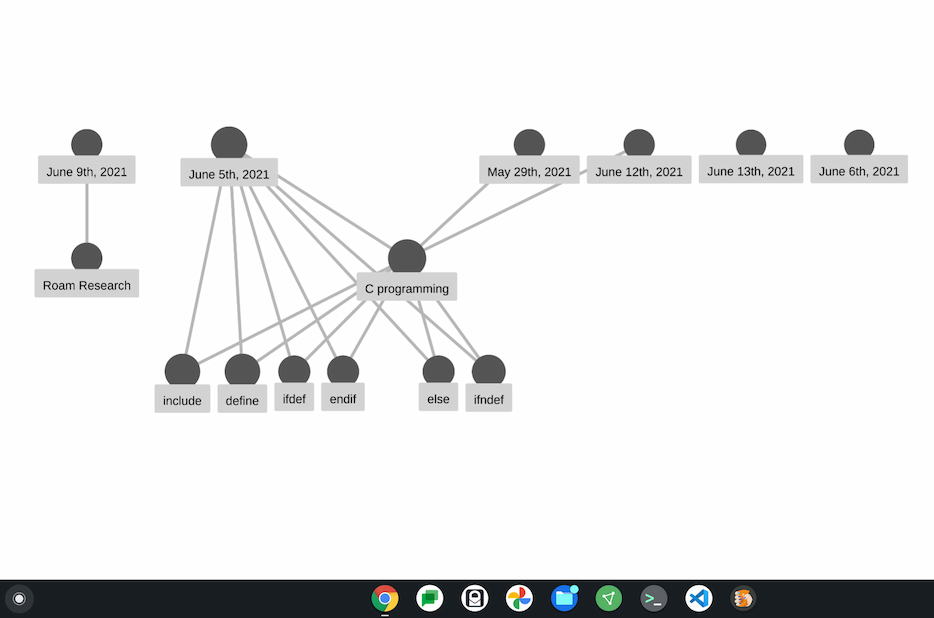 June 9th, 2021
June 5th, 2021
May 29th, 2021
June 12th, 2021
June 13th, 2021
June 6th, 2021
Roam Research
C programming
include
define
ifdef
endif
else
ifndef